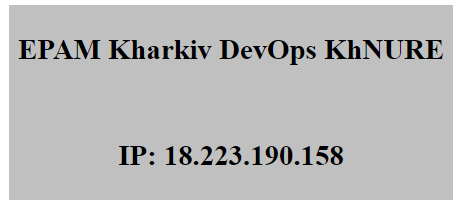 EPAM Kharkiv DevOps KhNURE
IP: 18.223.190.158